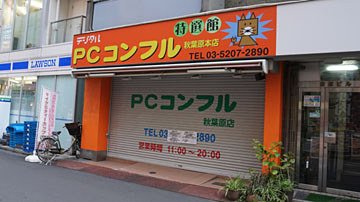 LAWSON
デジタル
特選館
PCコンフル
秋葉原本店
TEL 03-5207-2890
PCコンフル
秋葉原店
TEL 03
2890
営業時間 11:00～20:00